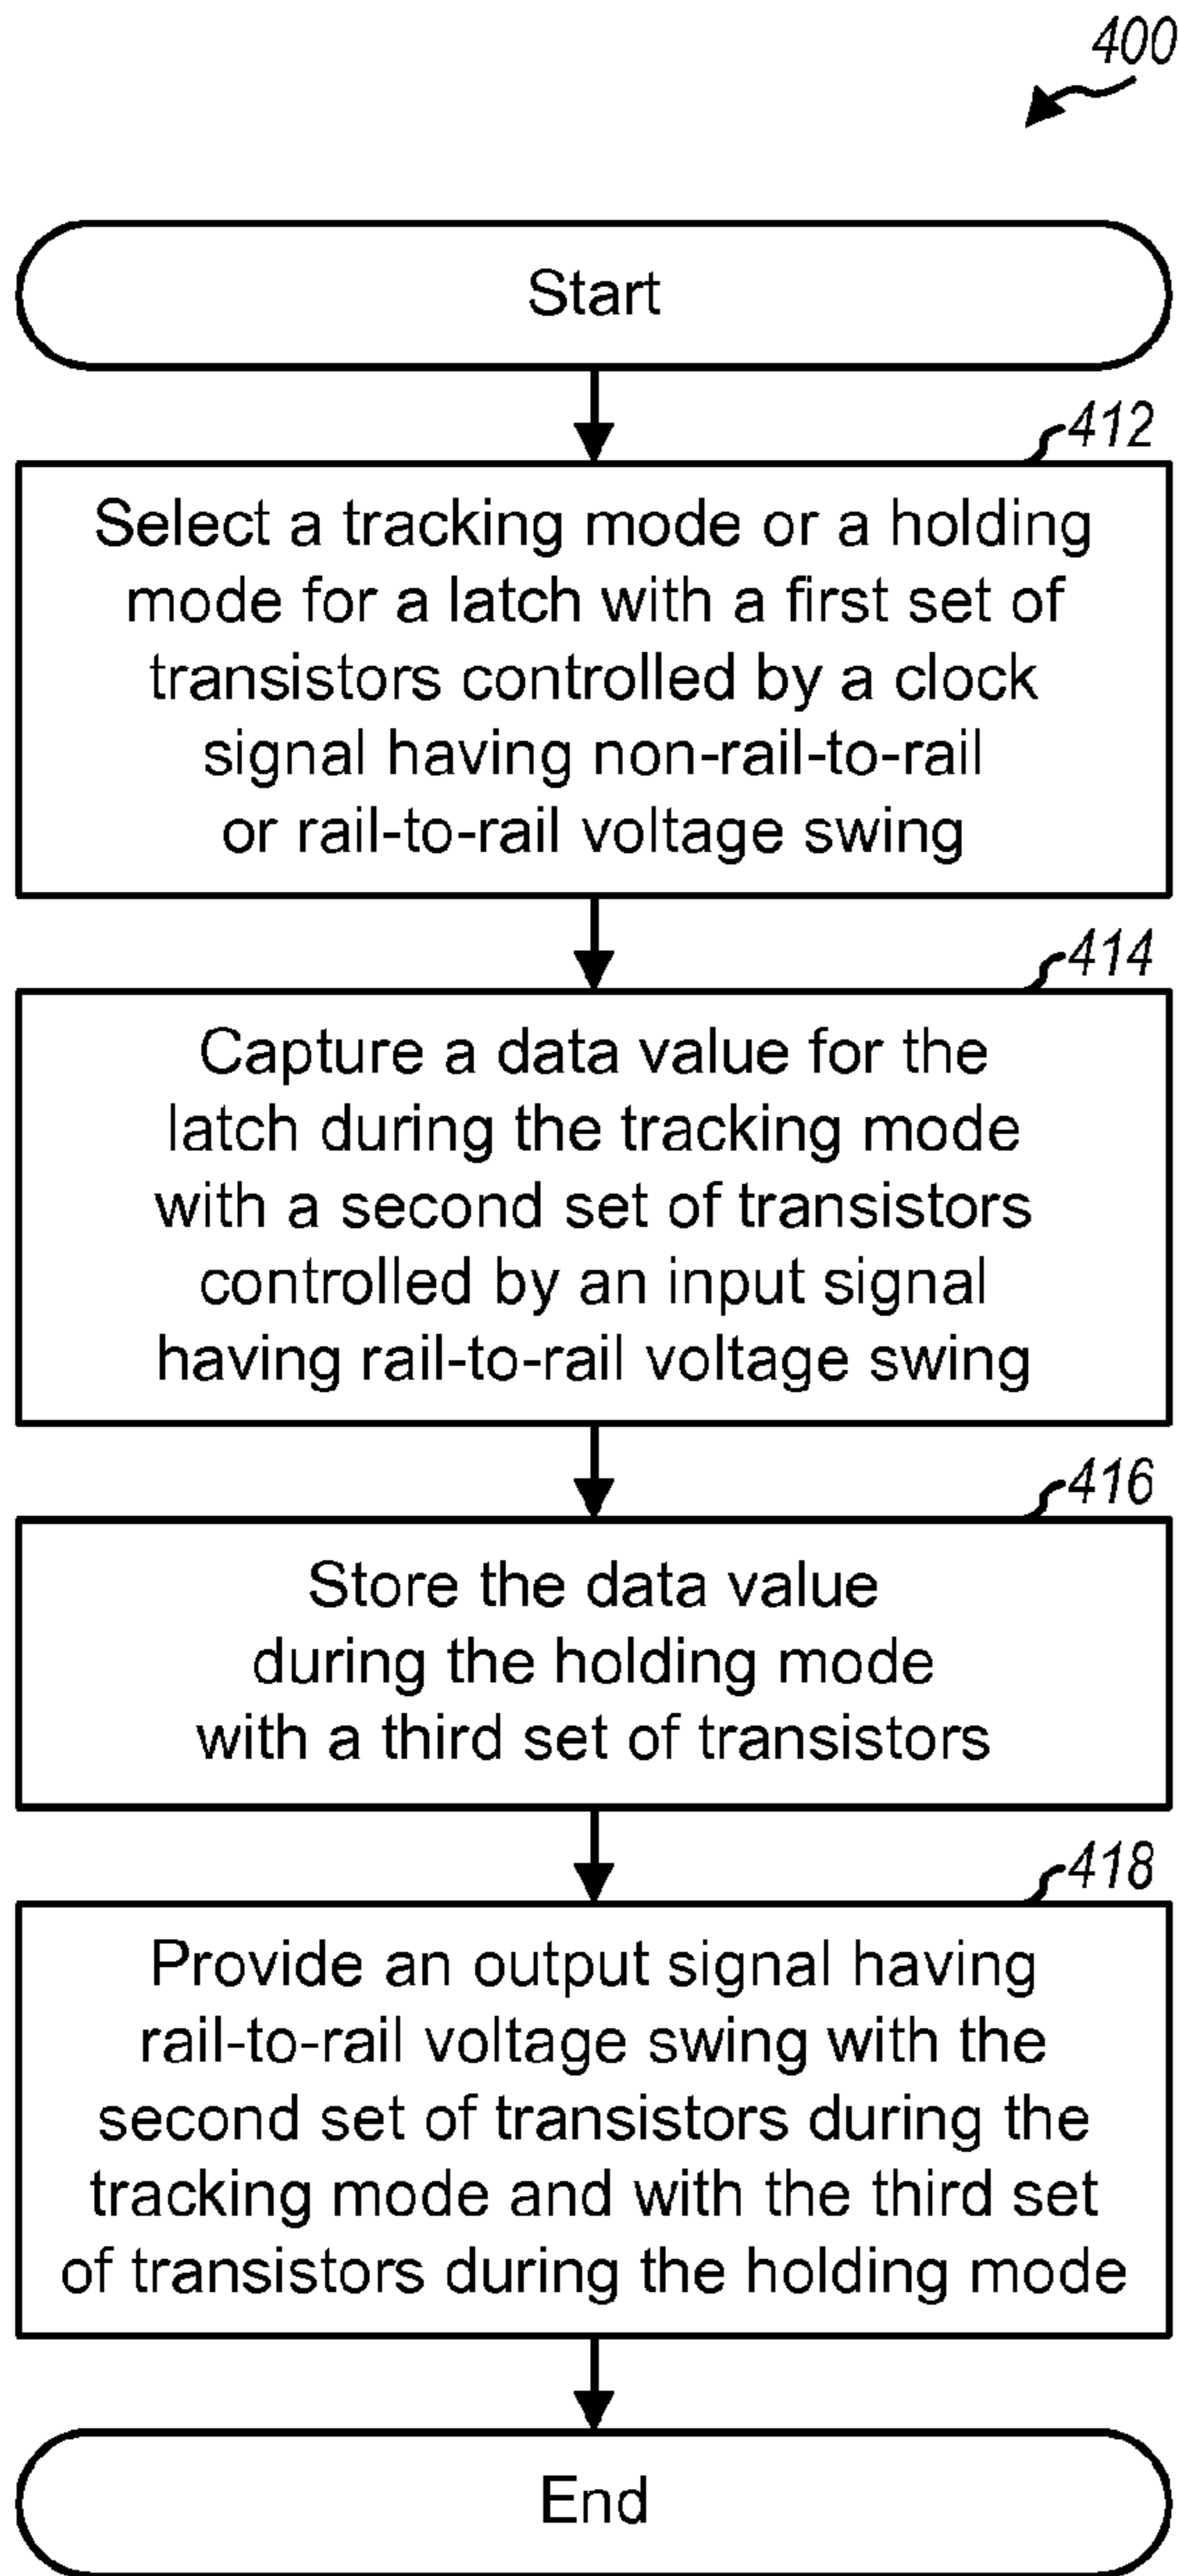 400
Start
412
Select a tracking mode or a holding
mode for a latch with a first set of
transistors controlled by a clock
signal having non-rail-to-rail
or rail-to-rail voltage swing
414
Capture a data value for the
latch during the tracking mode
with a second set of transistors
controlled by an input signal
having rail-to-rail voltage swing
416
Store the data value
during the holding mode
with a third set of transistors
418
Provide an output signal having
rail-to-rail voltage swing with the
second set of transistors during the
tracking mode and with the third set
of transistors during the holding mode
End